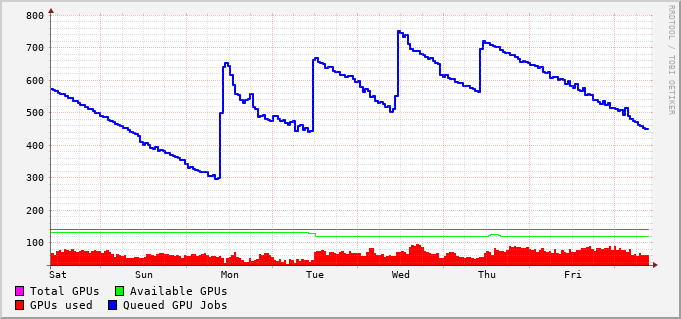 800
700
600
500
400
300
200
100
Sat Sun Mon Tue Wed Thu Fri
Total GPUs Available GPUs
GPUs used Queued GPU Jobs
RRDTOOL / TOBI OETIKER